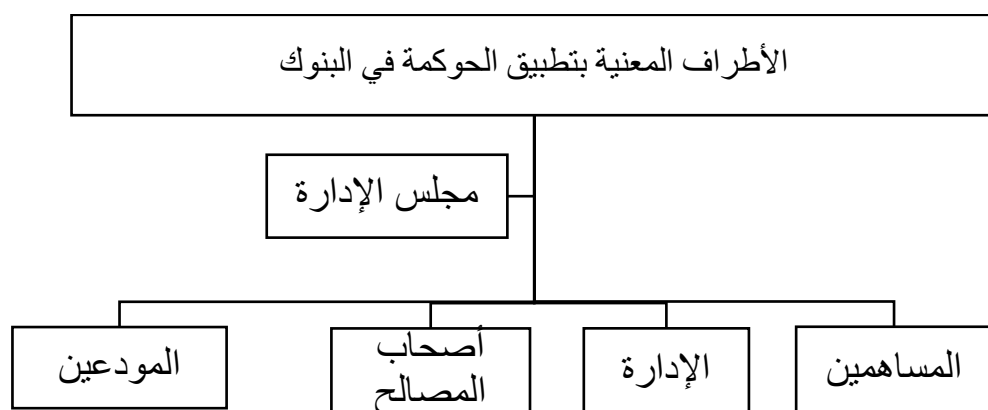 الأطراف المعنية بتطبيق الحوكمة في البنوك
مجلس الإدارة
المساهمين
الإدارة
أصحاب
المصالح
المودعين